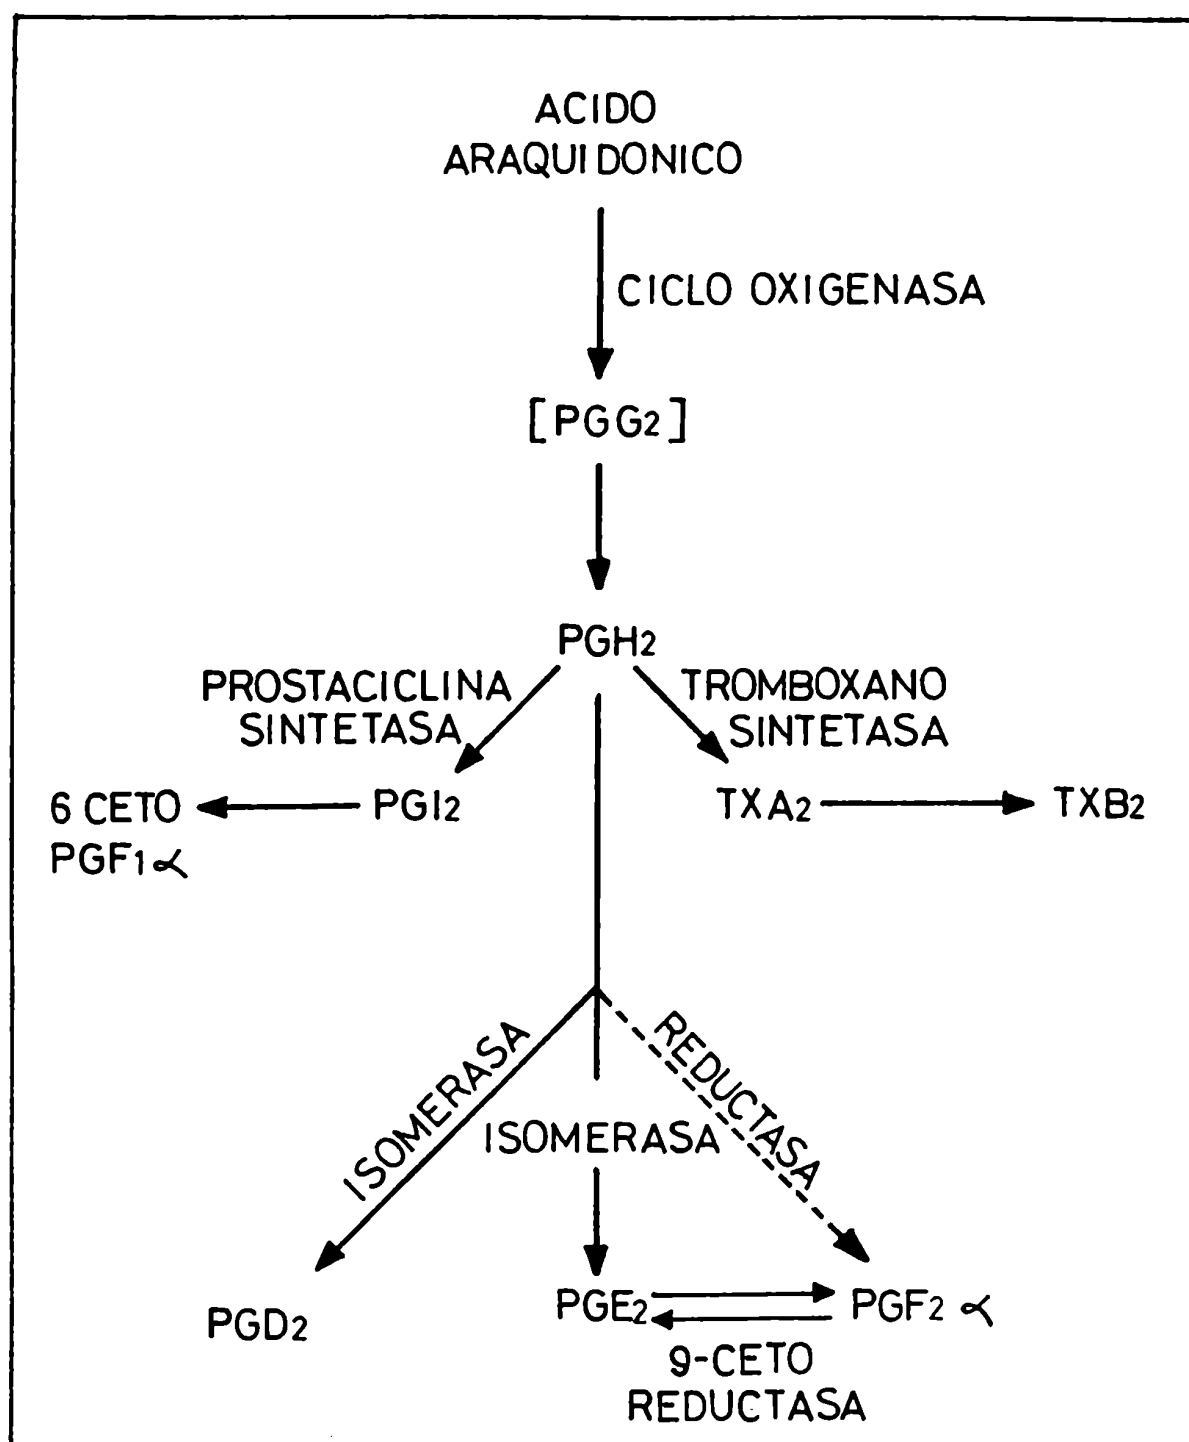 ACIDO
ARAQUIDONICO
CICLO OXIGENASA
[PGG2]
PGH2
PROSTACICLINA
SINTETASA
TROMBOXANO
SINTETASA
6 CETO
PGF1 α
PGI2
TXA2
TXB2
ISOMERASA
ISOMERASA
REDUCTASA
PGD2
PGE2
PGF2 α
9-CETO
REDUCTASA